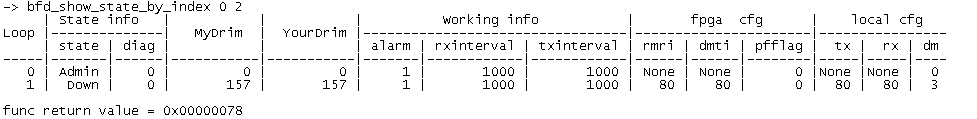 -> bfd_show_state_by_index 0 2
     | State info   |           |           |         Working info          |    fpga  cfg       |   local cfg
Loop |--------------|  MyDrim   | YourDrim  |-------------------------------|--------------------|---------------
     | state | diag |           |           | alarm | rxinterval | txinterval | rmri | dmti | pfflag | tx | rx | dm
-----|-------|------|-----------|-----------|-------|------------|------------|------|------|--------|----|----|---
0 | Admin | 0 | 0 | 0 | 1 | 1000 | 1000 | None | None | 0 |None | None | 0
1 | Down | 0 | 157 | 157 | 1 | 1000 | 1000 | 80 | 80 | 0 | 80 | 80 | 3
func return value = 0x00000078